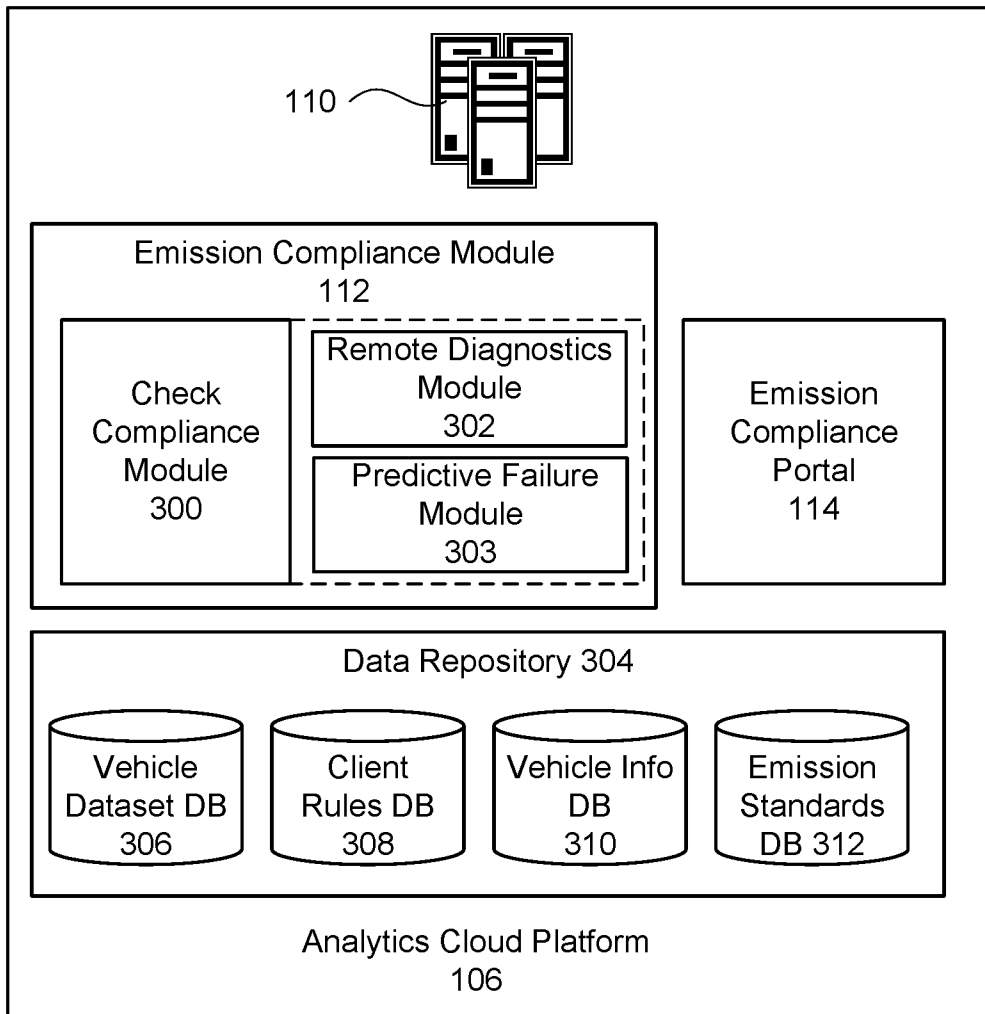 110
Emission Compliance Module
112
Check
Compliance
Module
300
Remote Diagnostics
Module
302
Predictive Failure
Module
303
Emission
Compliance
Portal
114
Data Repository 304
Vehicle
Dataset DB
306
Client
Rules DB
308
Vehicle Info
DB
310
Emission
Standards
DB 312
Analytics Cloud Platform
106